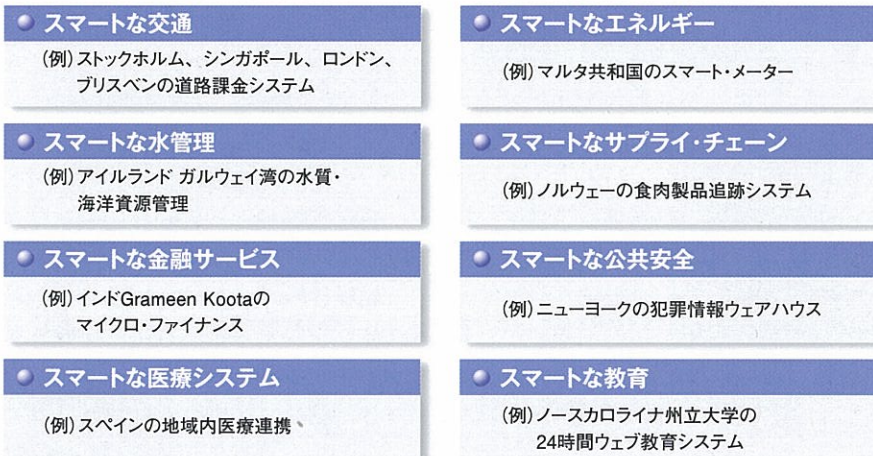 スマートな交通
(例)ストックホルム、シンガポール、ロンドン、
ブリスベンの道路課金システム
スマートなエネルギー
(例)マルタ共和国のスマート・メーター
スマートな水管理
(例)アイルランド ガルウェイ湾の水質・
海洋資源管理
スマートなサプライ・チェーン
(例)ノルウェーの食肉製品追跡システム
スマートな金融サービス
(例)インドGrameen Kootaの
マイクロ・ファイナンス
スマートな公共安全
(例)ニューヨークの犯罪情報ウェアハウス
スマートな医療システム
(例)スペインの地域内医療連携
スマートな教育
(例)ノースカロライナ州立大学の
24時間ウェブ教育システム